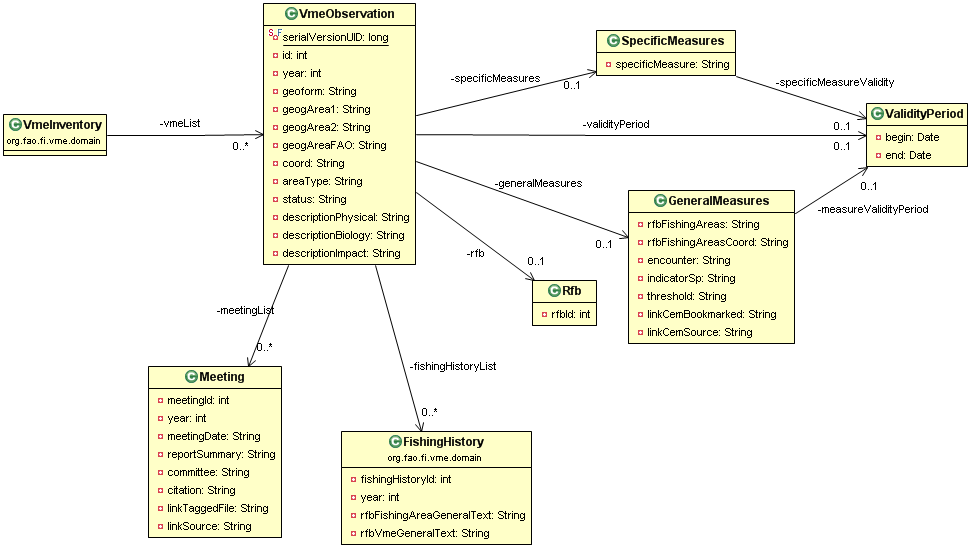 VmeObservation
serialVersionUID: long
id: int
year: int
geoform: String
geogArea1: String
geogArea2: String
geogAreaFAO: String
coord: String
areaType: String
status: String
descriptionPhysical: String
descriptionBiology: String
descriptionImpact: String
VmeInventory
org.fao.fi.vme.domain
-vmeList
0..*
-specificMeasures
0..1
SpecificMeasures
specificMeasure: String
-specificMeasureValidity
0..1
-validityPeriod
0..1
ValidityPeriod
begin: Date
end: Date
-generalMeasures
0..1
GeneralMeasures
rfbFishingAreas: String
rfbFishingAreasCoord: String
encounter: String
indicatorSp: String
threshold: String
linkCemBookmarked: String
linkCemSource: String
0..1
-measureValidityPeriod
-rfb
0..1
Rfb
rfbId: int
-meetingList
0..*
Meeting
meetingId: int
year: int
meetingDate: String
reportSummary: String
committee: String
citation: String
linkTaggedFile: String
linkSource: String
-fishingHistoryList
0..*
FishingHistory
org.fao.fi.vme.domain
fishingHistoryId: int
year: int
rfbFishingAreaGeneralText: String
rfbVmeGeneralText: String